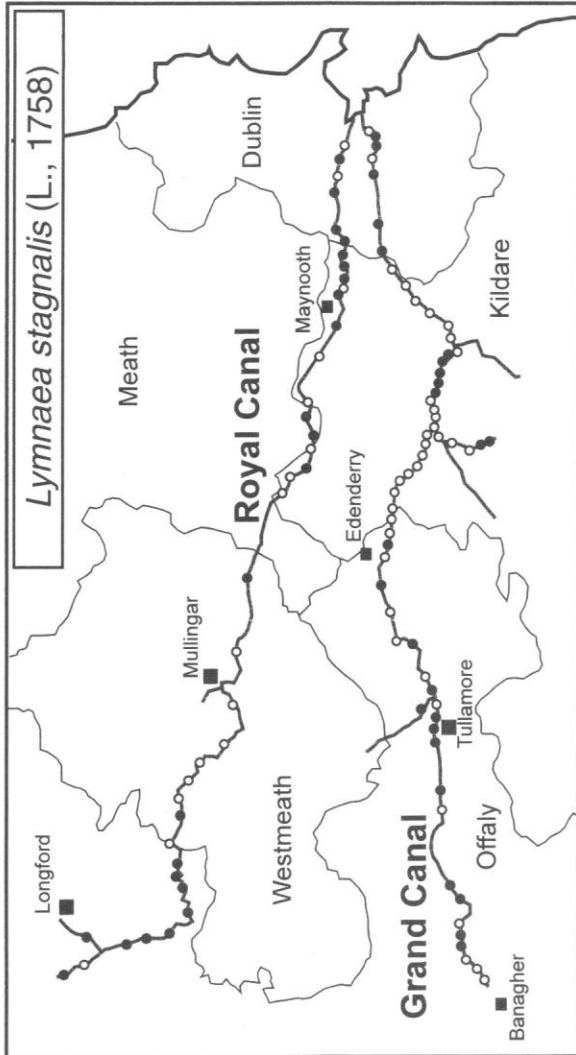 Lymnaea stagnalis (L., 1758)
Longford
Mullingar
Meath
Dublin
Maynooth
Royal Canal
Westmeath
Edenderry
Kildare
Grand Canal
Tullamore
Offaly
Banagher